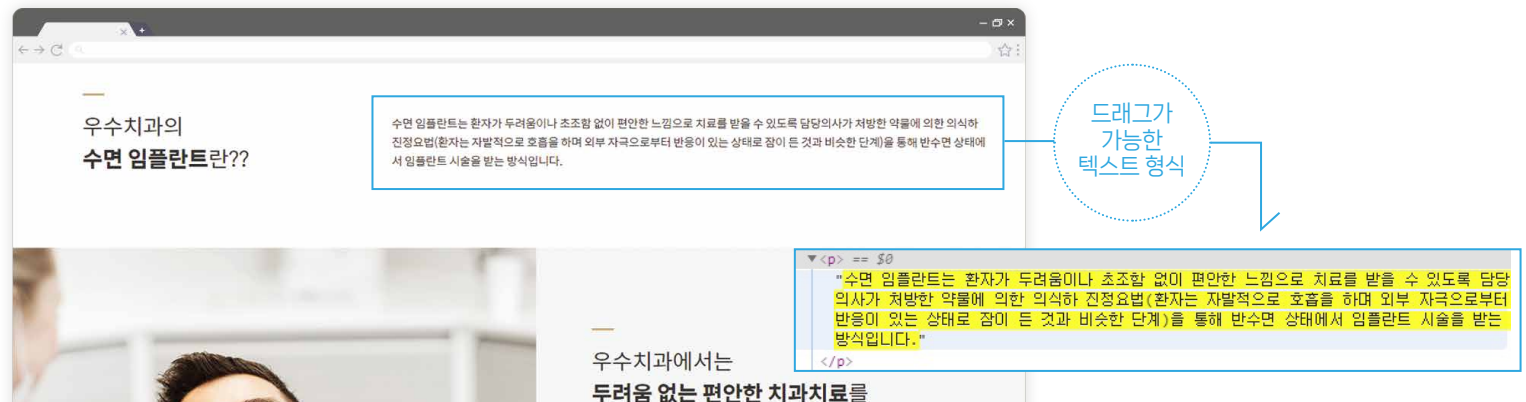 우수치과의
수면 임플란트란??
수면 임플란트는 환자가 두려움이나 초조함 없이 편안한 느낌으로 치료를 받을 수 있도록 담당의사가 처방한 약물에 의한 의식하
진정요법(환자는 자발적으로 호흡을 하며 외부 자극으로부터 반응이 있는 상태로 잠이 든 것과 비슷한 단계)을 통해 반수면 상태에
서 임플란트 시술을 받는 방식입니다.
드래그가
가능한
텍스트 형식
▼<p> == $0
"수면 임플란트는 환자가 두려움이나 초조함 없이 편안한 느낌으로 치료를 받을 수 있도록 담당
의사가 처방한 약물에 의한 의식하 진정요법(환자는 자발적으로 호흡을 하며 외부 자극으로부터
반응이 있는 상태로 잠이 든 것과 비슷한 단계)을 통해 반수면 상태에서 임플란트 시술을 받는
방식입니다."
</p>
우수치과에서는
두려움 없는 편안한 치과치료를